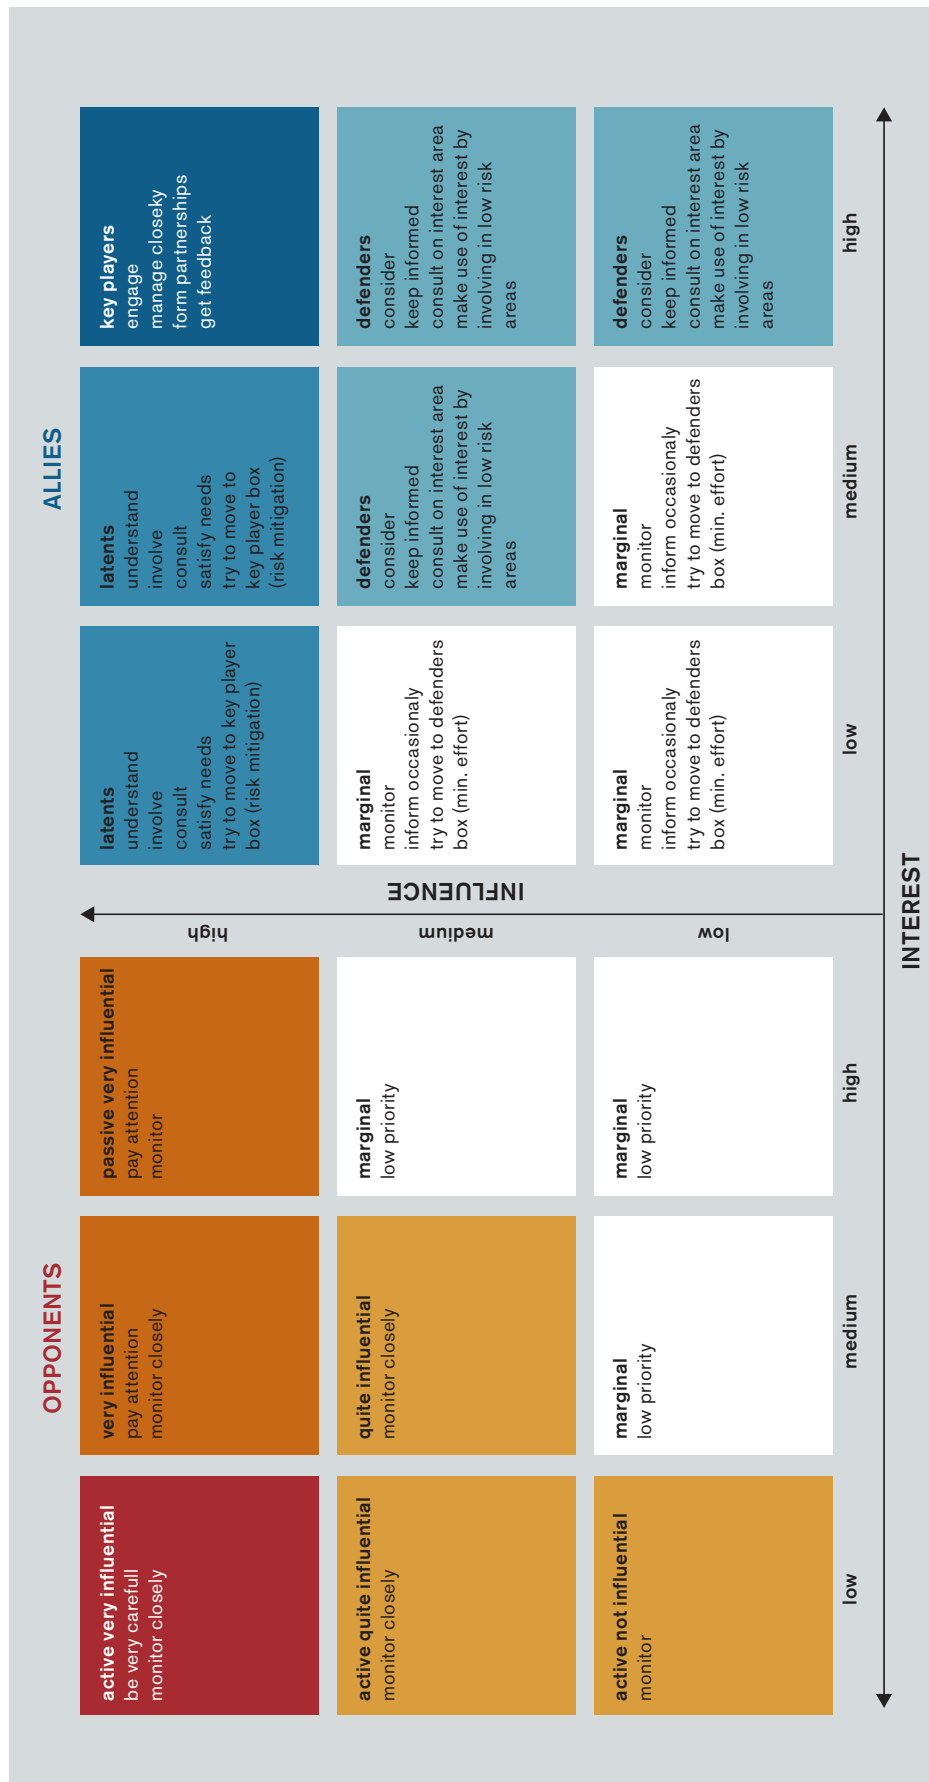 OPPONENTS
ALLIES
active very influential
be very carefull
monitor closely
very influential
pay attention
monitor closely
passive very influential
pay attention
monitor
high
latents
understand
involve
consult
satisfy needs
try to move to key player
box (risk mitigation)
latents
understand
involve
consult
satisfy needs
try to move to
key player box
(risk mitigation)
key players
engage
manage closeky
form partnerships
get feedback
active quite influential
monitor closely
quite influential
monitor closely
marginal
low priority
medium
INFLUENCE
marginal
monitor
inform occasionaly
try to move to defenders
box (min. effort)
defenders
consider
keep informed
consult on interest area
make use of interest by
involving in low risk
areas
defenders
consider
keep informed
consult on interest area
make use of interest by
involving in low risk
areas
active not influential
monitor
marginal
low priority
marginal
low priority
low
marginal
monitor
inform occasionaly
try to move to defenders
box (min. effort)
marginal
monitor
inform occasionaly
try to move to defenders
box (min. effort)
defenders
consider
keep informed
consult on interest area
make use of interest by
involving in low risk
areas
low
medium
high
low
medium
high
INTEREST